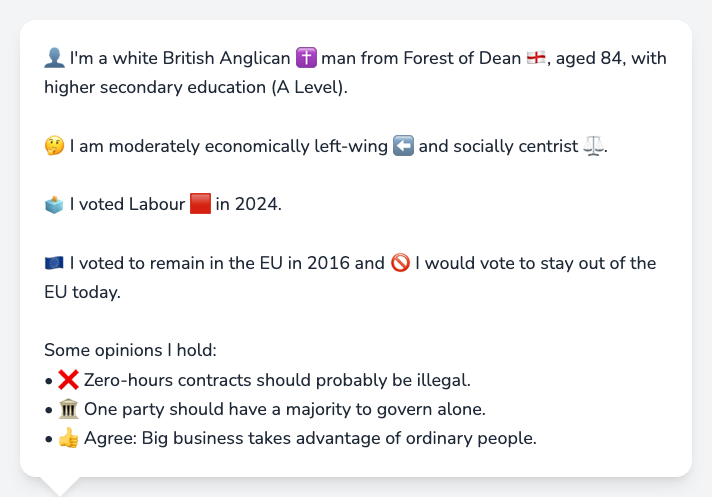 👤 I'm a white British Anglican ✝️ man from Forest of Dean 🏴󠁧󠁢󠁥󠁮󠁧󠁿, aged 84, with
higher secondary education (A Level).
🤔 I am moderately economically left-wing ⬅️ and socially centrist ⚖️.
🗳️ I voted Labour 🟥 in 2024.
🇪🇺 I voted to remain in the EU in 2016 and 🚫 I would vote to stay out of the
EU today.
Some opinions I hold:
• ❌ Zero-hours contracts should probably be illegal.
• 🏛️ One party should have a majority to govern alone.
• 👍 Agree: Big business takes advantage of ordinary people.